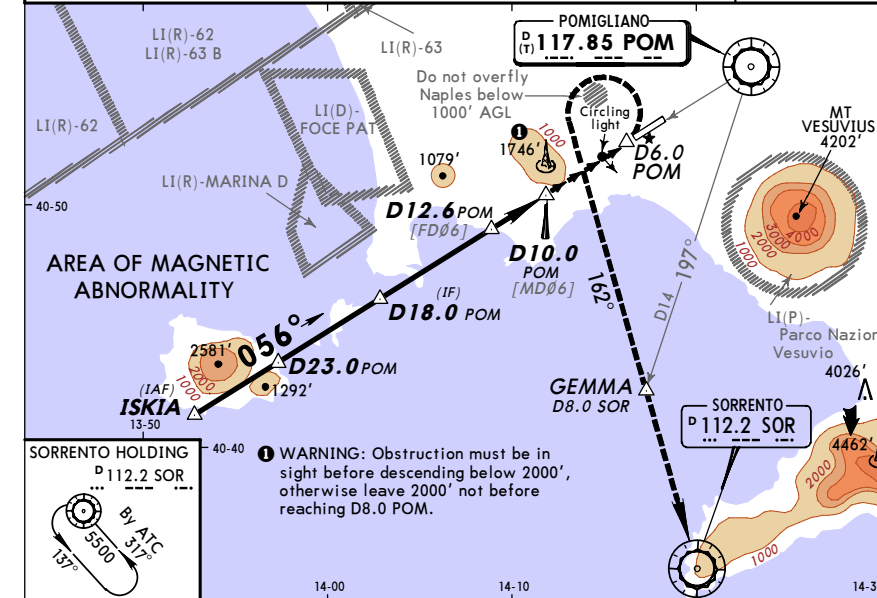 LI(R)-62
LI(R)-63 B
LI(R)-63
POMIGLIANO
D
(T) 117.85 POM
Do not overfly
Naples below
1000' AGL
LI(R)-62
LI(D)-
FOCE PAT
Circling
light
MT
VESUVIUS
4202'
1
1746'
1000
1079'
D6.0
POM
LI(R)-MARINA D
40-50
D12.6 POM
[FDØ6]
1000
2000
3000
4000
AREA OF MAGNETIC
ABNORMALITY
D10.0
POM
[MDØ6]
D14 197°
162°
(IF)
D18.0 POM
LI(P)-
Parco Nazion
Vesuvio
056°
2581'
2000
1000
D23.0 POM
1292'
4026'
(IAF)
ISKIA
GEMMA
D8.0 SOR
13-50
SORRENTO
D 112.2 SOR
40-40
4462'
2000
1000
SORRENTO HOLDING
D 112.2 SOR
By ATC
5500
317°
137°
1 WARNING: Obstruction must be in
sight before descending below 2000',
otherwise leave 2000' not before
reaching D8.0 POM.
14-00
14-10
14-3